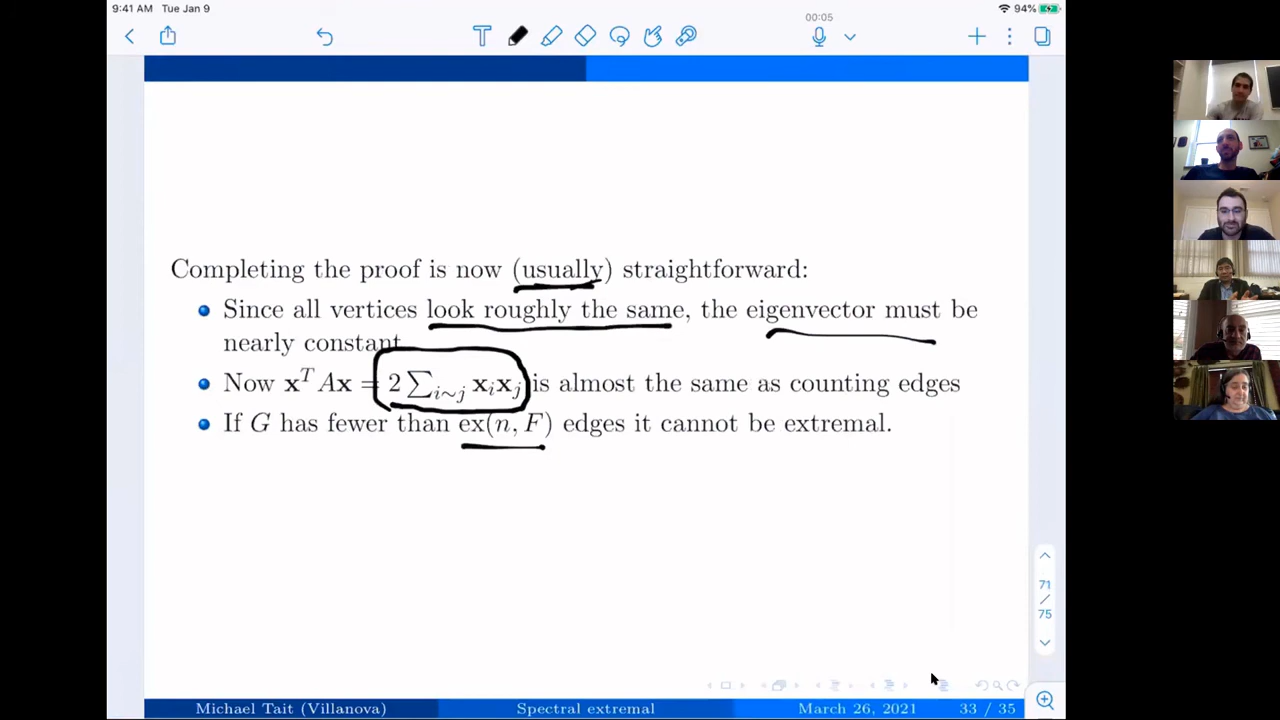 9:41 AM Tue Jan 9
94%
00:05
Completing the proof is now (usually) straightforward:
Since all vertices look roughly the same, the eigenvector must be
nearly constant
Now x^T Ax = 2∑_{i∼j} x_i x_j is almost the same as counting edges
If G has fewer than ex(n, F) edges it cannot be extremal.
71
/
75
Michael Tait (Villanova) Spectral extremal March 26, 2021 33 / 35